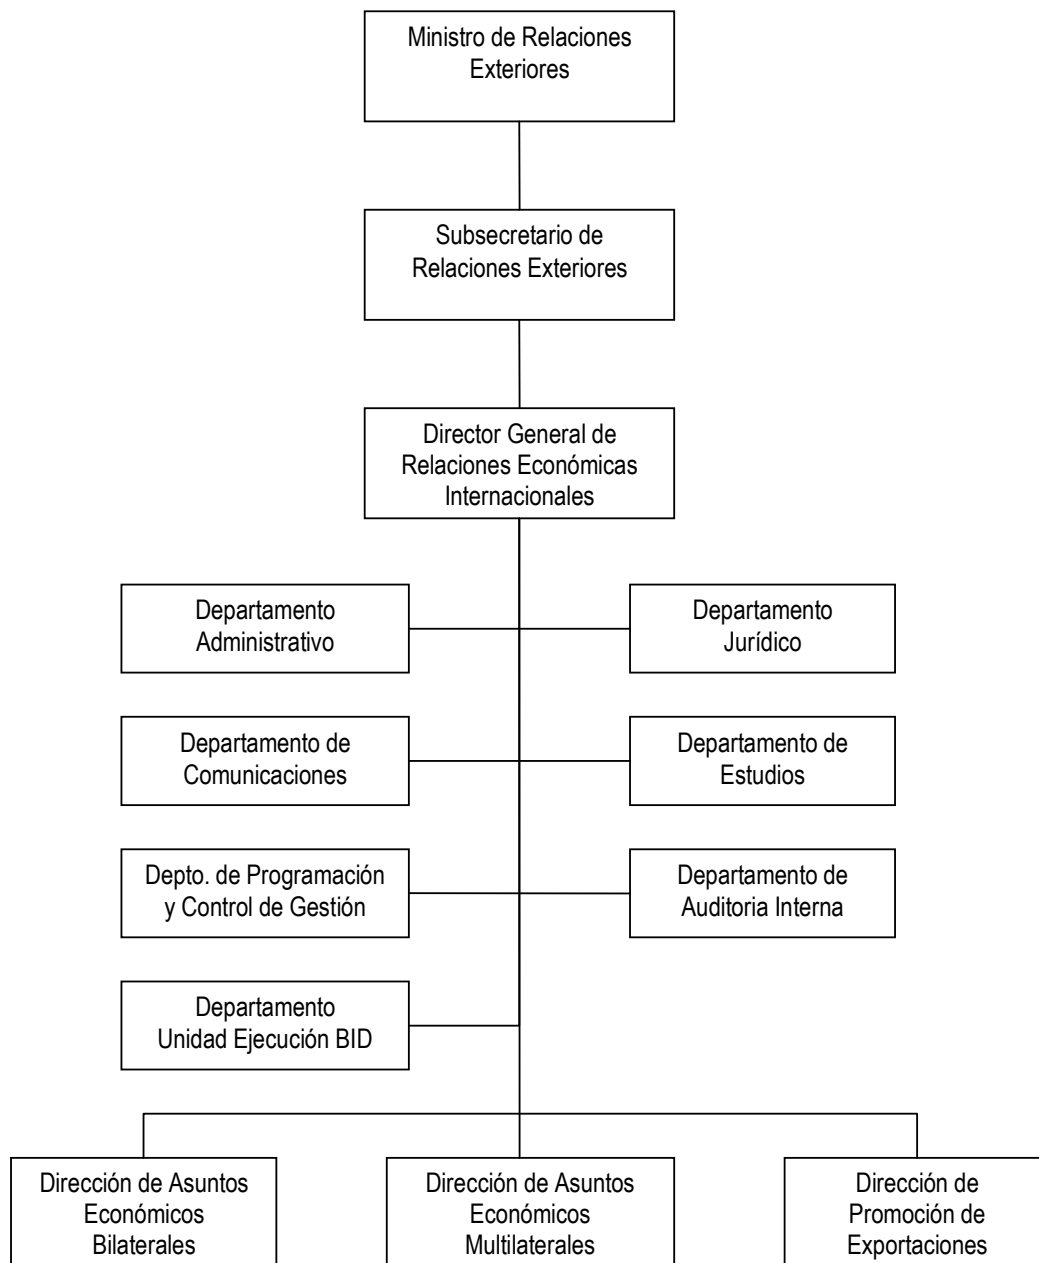 Ministro de Relaciones
Exteriores
Subsecretario de
Relaciones Exteriores
Director General de
Relaciones Económicas
Internacionales
Departamento
Administrativo
Departamento
Jurídico
Departamento de
Comunicaciones
Departamento de
Estudios
Depto. de Programación
y Control de Gestión
Departamento de
Auditoria Interna
Departamento
Unidad Ejecución BID
Dirección de Asuntos
Económicos
Bilaterales
Dirección de Asuntos
Económicos
Multilaterales
Dirección de
Promoción de
Exportaciones